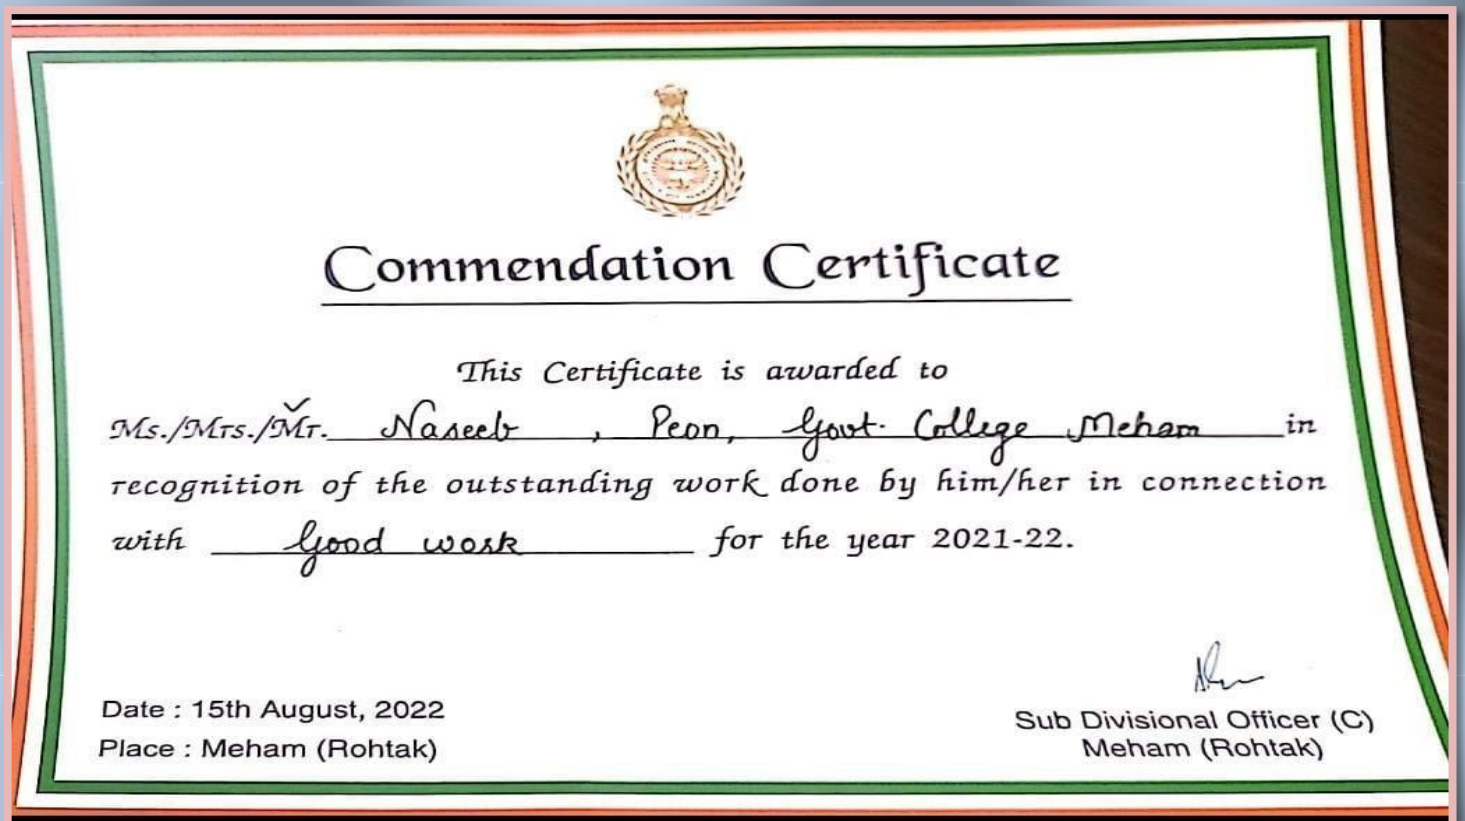 Commendation Certificate
This Certificate is awarded to
Ms./Mrs./Mr. Naseeb, Peon, Govt. College Meham in
recognition of the outstanding work done by him/her in connection
with Good work for the year 2021-22.
Date : 15th August, 2022
Place : Meham (Rohtak)
Sub Divisional Officer (C)
Meham (Rohtak)